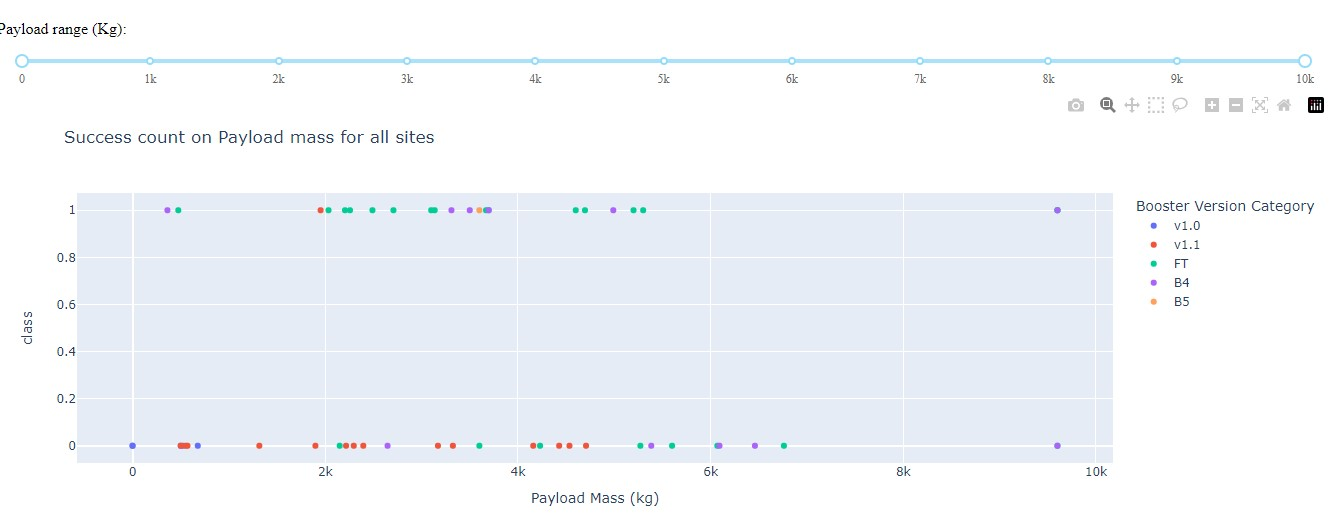 Payload range (Kg):
0 1k 2k 3k 4k 5k 6k 7k 8k 9k 10k
Success count on Payload mass for all sites
Booster Version Category
v1.0
v1.1
FT
B4
B5
class
1
0.8
0.6
0.4
0.2
0
0 2k 4k 6k 8k 10k
Payload Mass (kg)